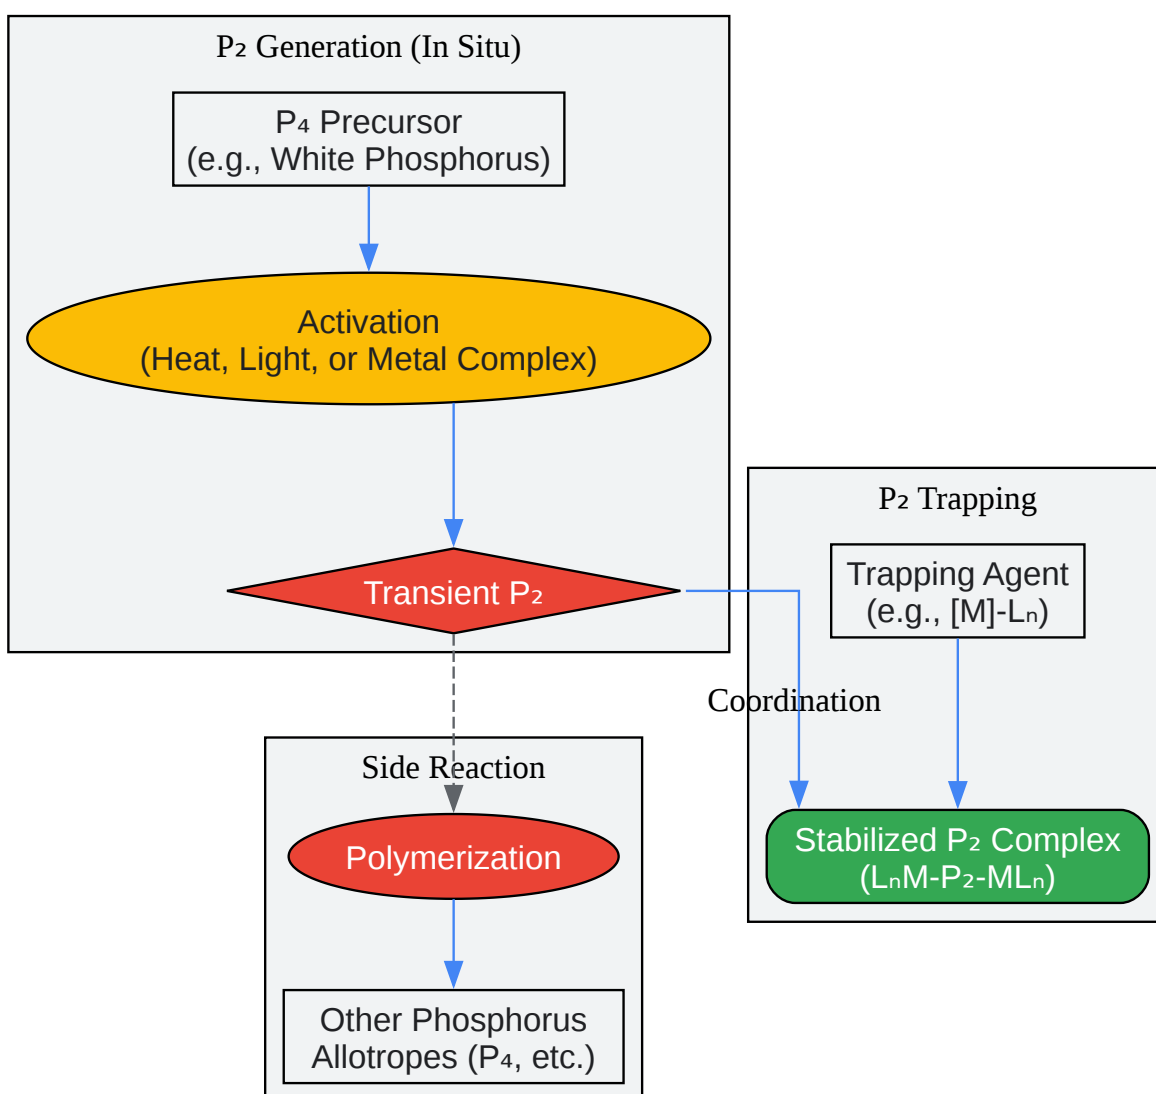 P₂ Generation (In Situ)
P₄ Precursor
(e.g., White Phosphorus)
Activation
(Heat, Light, or Metal Complex)
Transient P₂
P₂ Trapping
Trapping Agent
(e.g., [M]-Lₙ)
Coordination
Stabilized P₂ Complex
(LₙM-P₂-MLₙ)
Side Reaction
Polymerization
Other Phosphorus
Allotropes (P₄, etc.)